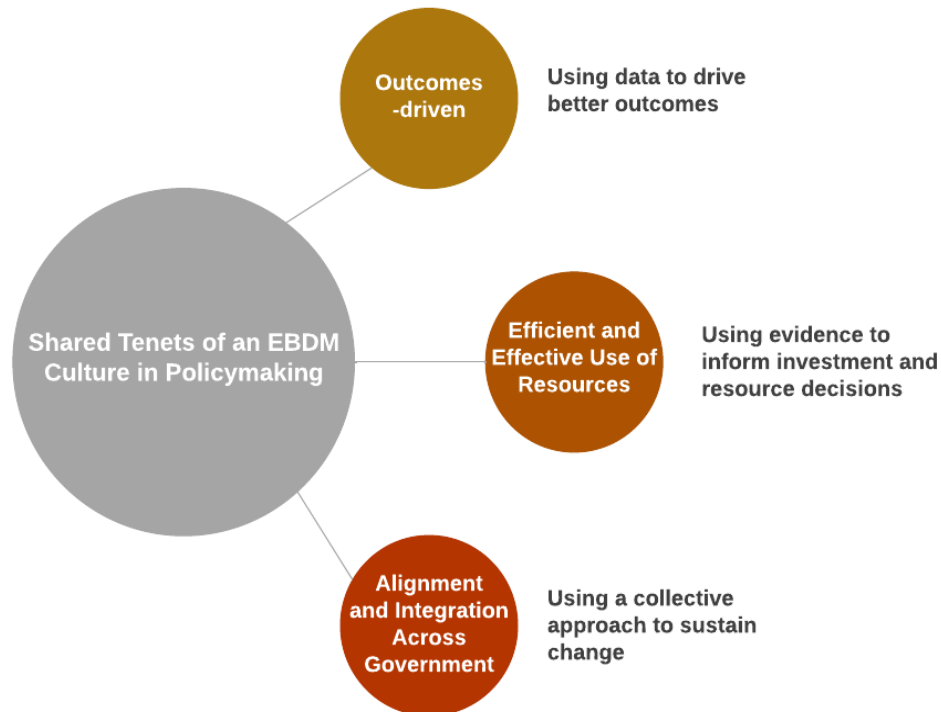 Outcomes
-driven
Using data to drive
better outcomes
Shared Tenets of an EBDM
Culture in Policymaking
Efficient and
Effective Use of
Resources
Using evidence to
inform investment and
resource decisions
Alignment
and Integration
Across
Government
Using a collective
approach to sustain
change